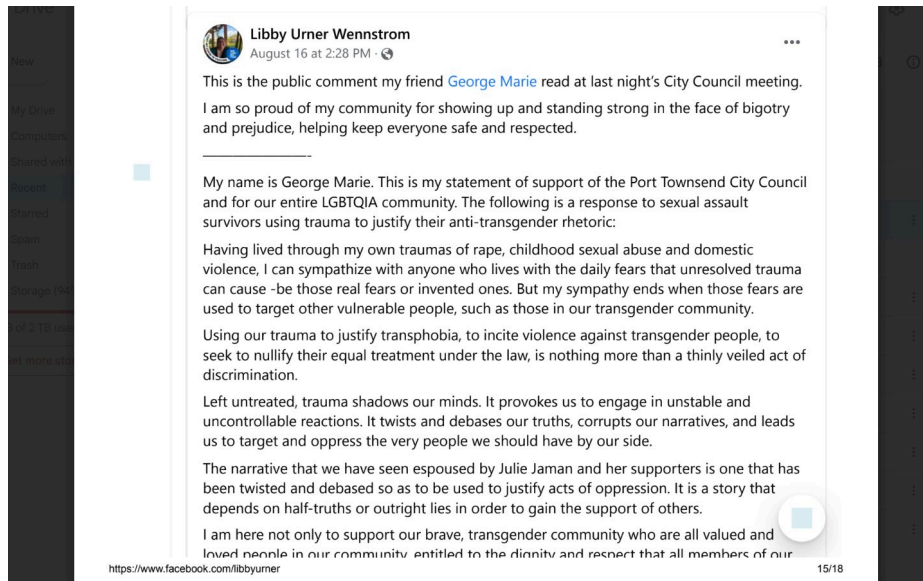 New
My Drive
Computers
Shared with
Recent
Starred
Spam
Trash
Libby Urner Wennstrom
August 16 at 2:28 PM ·
This is the public comment my friend George Marie read at last night's City Council meeting.
I am so proud of my community for showing up and standing strong in the face of bigotry
and prejudice, helping keep everyone safe and respected.
———————-
My name is George Marie. This is my statement of support of the Port Townsend City Council
and for our entire LGBTQIA community. The following is a response to sexual assault
survivors using trauma to justify their anti-transgender rhetoric:
Having lived through my own traumas of rape, childhood sexual abuse and domestic
violence, I can sympathize with anyone who lives with the daily fears that unresolved trauma
can cause -be those real fears or invented ones. But my sympathy ends when those fears are
used to target other vulnerable people, such as those in our transgender community.
Using our trauma to justify transphobia, to incite violence against transgender people, to
seek to nullify their equal treatment under the law, is nothing more than a thinly veiled act of
discrimination.
Left untreated, trauma shadows our minds. It provokes us to engage in unstable and
uncontrollable reactions. It twists and debases our truths, corrupts our narratives, and leads
us to target and oppress the very people we should have by our side.
The narrative that we have seen espoused by Julie Jaman and her supporters is one that has
been twisted and debased so as to be used to justify acts of oppression. It is a story that
depends on half-truths or outright lies in order to gain the support of others.
I am here not only to support our brave, transgender community who are all valued and
loved people in our community, entitled to the dignity and respect that all members of our
https://www.facebook.com/libbyurner
15/18